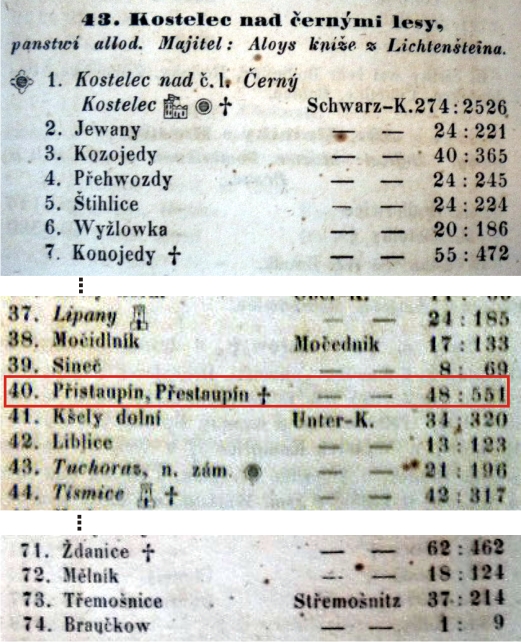 43. Kostelec nad černými lesy,
panstwí allod. Majitel: Aloys kníže z Lichtenšteina.
1. Kostelec nad č. l. Černý
Kostelec † Schwarz-K. 274 : 2526
2. Jewany — — 24 : 221
3. Kozojedy — — 40 : 365
4. Přehwozdy — — 24 : 245
5. Štihlice — — 24 : 224
6. Wyžlowka — — 20 : 186
7. Konojedy † — — 55 : 472
37. Lipany — — 24 : 185
38. Močidlnik Močednik 17 : 133
39. Sineč — — 8 : 69
40. Přistaupin, Přestaupín † — — 48 : 551
41. Kšely dolní Unter-K. 34 : 320
42. Liblice — — 13 : 123
43. Tuchoraz, n. zám. — — 21 : 196
44. Tismice † — — 42 : 317
71. Ždanice † — — 62 : 462
72. Mělník — — 18 : 124
73. Třemošnice Střemošnitz 37 : 214
74. Braučkow — — 1 : 9